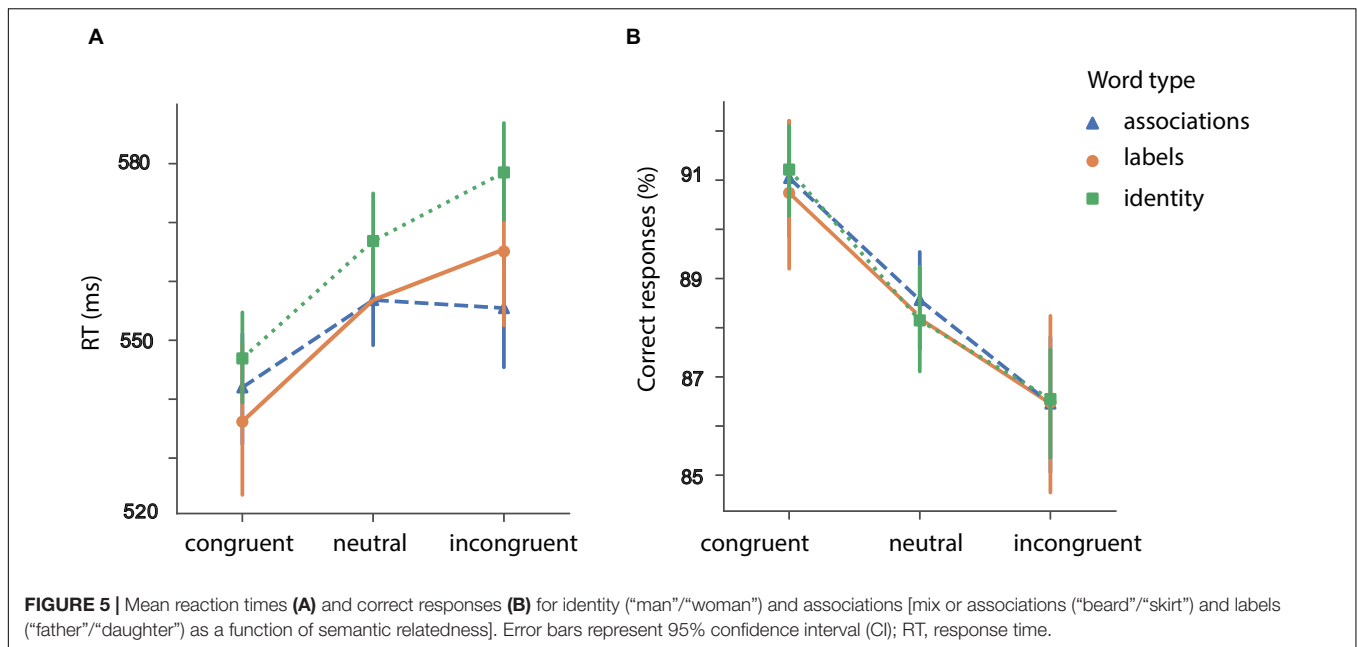 A
B
Word type
associations
labels
identity
RT (ms)
580
550
520
congruent neutral incongruent
Correct responses (%)
91
89
87
85
congruent neutral incongruent
FIGURE 5 | Mean reaction times (A) and correct responses (B) for identity (“man”/“woman”) and associations [mix or associations (“beard”/“skirt”) and labels
(“father”/“daughter”) as a function of semantic relatedness]. Error bars represent 95% confidence interval (CI); RT, response time.